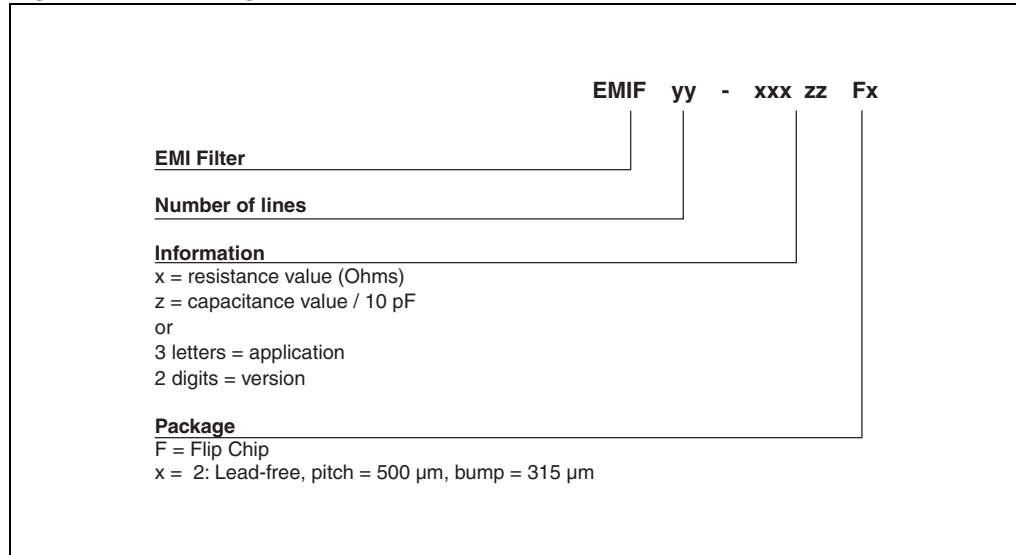 EMIF yy - xxx zz Fx
EMI Filter
Number of lines
Information
x = resistance value (Ohms)
z = capacitance value / 10 pF
or
3 letters = application
2 digits = version
Package
F = Flip Chip
x = 2: Lead-free, pitch = 500 µm, bump = 315 µm